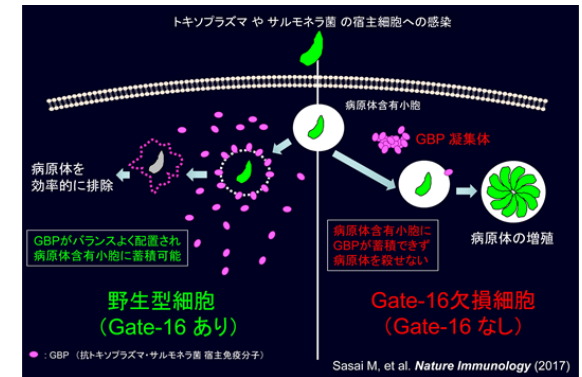 トキソプラズマ や サルモネラ菌 の宿主細胞への感染
病原体含有小胞
GBP 凝集体
病原体を
効率的に排除
GBPがバランスよく配置され
病原体含有小胞に蓄積可能
病原体含有小胞に
GBPが蓄積できず
病原体を殺せない
病原体の増殖
野生型細胞
（Gate-16 あり）
Gate-16欠損細胞
（Gate-16 なし）
: GBP （抗トキソプラズマ・サルモネラ菌 宿主免疫分子）
Sasai M, et al. Nature Immunology (2017)